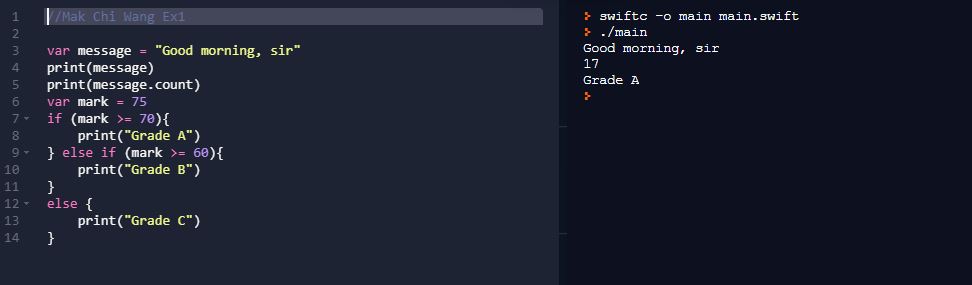 1 //Mak Chi Wang Ex1
2
3 var message = "Good morning, sir"
4 print(message)
5 print(message.count)
6 var mark = 75
7 if (mark >= 70){
8     print("Grade A")
9 } else if (mark >= 60){
10     print("Grade B")
11 }
12 else {
13     print("Grade C")
14 }
swiftc -o main main.swift
./main
Good morning, sir
17
Grade A